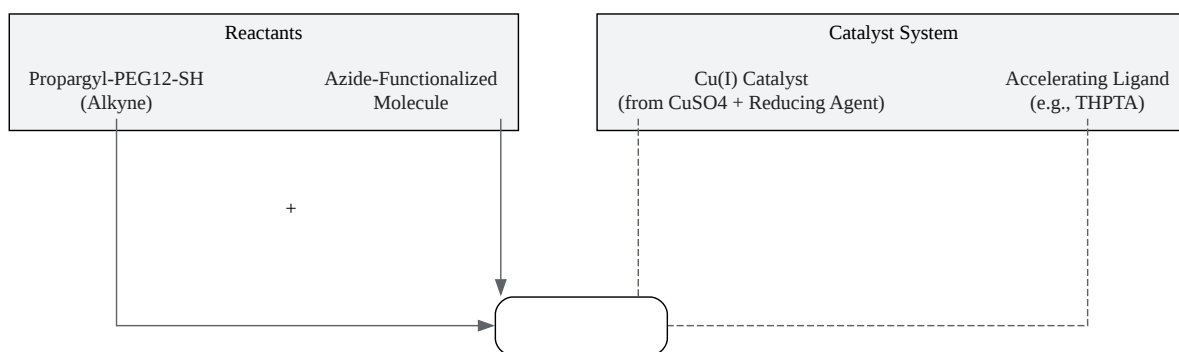 Reactants
Propargyl-PEG12-SH
(Alkyne)
Azide-Functionalized
Molecule
Catalyst System
Cu(I) Catalyst
(from CuSO4 + Reducing Agent)
Accelerating Ligand
(e.g., THPTA)
+